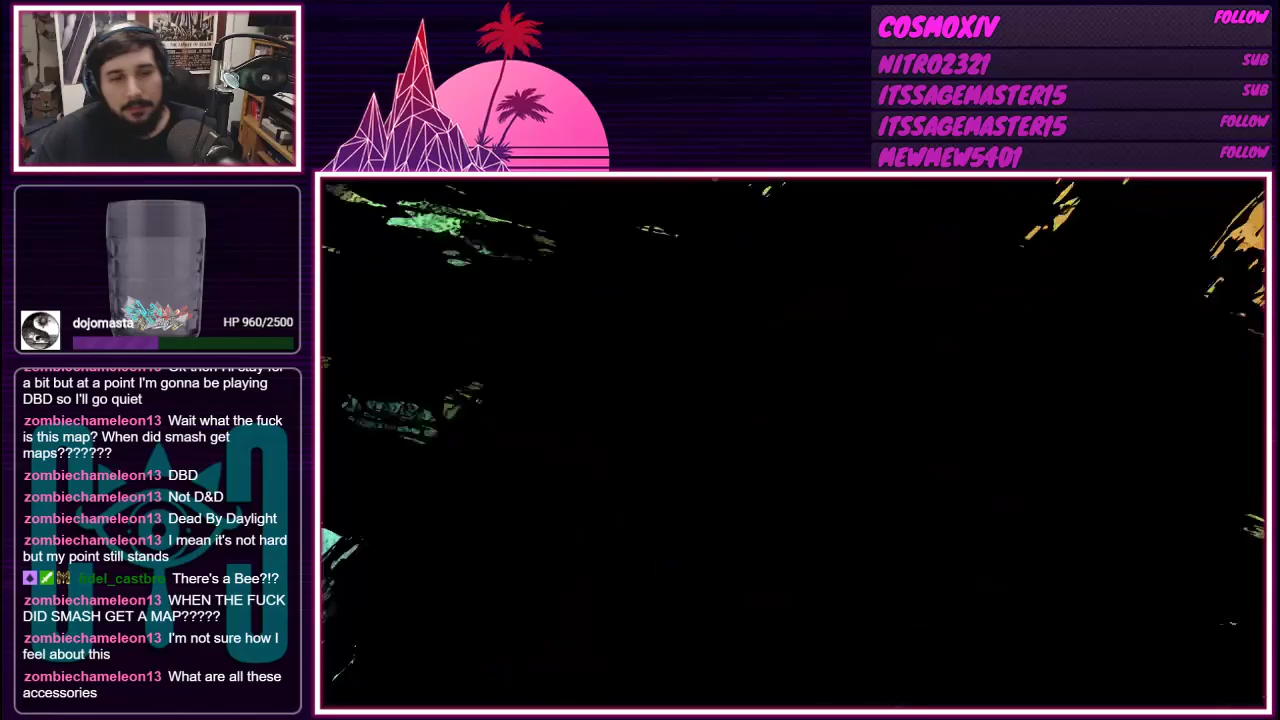 COSMOXIV FOLLOW
NITRO2321 SUB
ITSSAGEMASTER15 SUB
ITSSAGEMASTER15 FOLLOW
MEWMEW5401 FOLLOW
dojomasta HP 960/2500
a bit but at a point I'm gonna be playing
DBD so I'll go quiet
zombiechameleon13 Wait what the fuck
is this map? When did smash get
maps???????
zombiechameleon13 DBD
zombiechameleon13 Not D&D
zombiechameleon13 Dead By Daylight
zombiechameleon13 I mean it's not hard
but my point still stands
fidel_castbro There's a Bee?!?
zombiechameleon13 WHEN THE FUCK
DID SMASH GET A MAP?????
zombiechameleon13 I'm not sure how I
feel about this
zombiechameleon13 What are all these
accessories